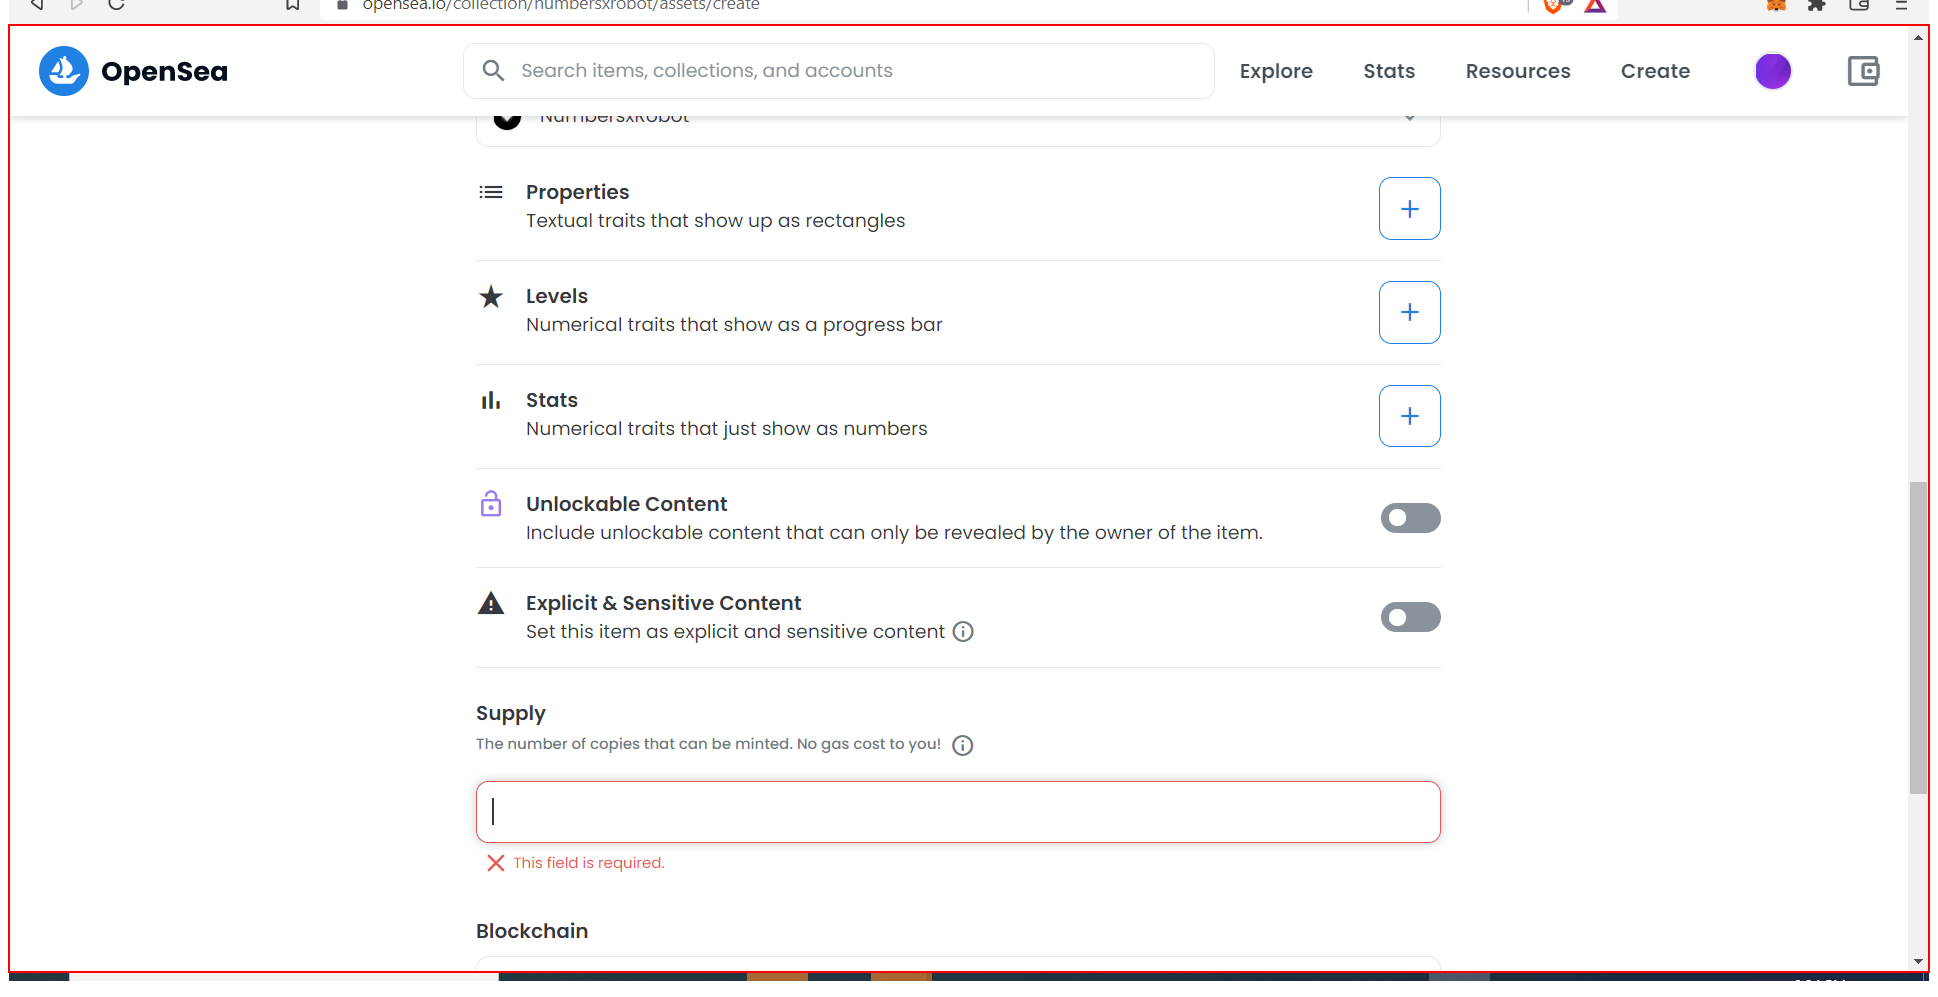 opensea.io/collection/numbersxrobot/assets/create
OpenSea
Search items, collections, and accounts
Explore
Stats
Resources
Create
NumbersxRobot
Properties
Textual traits that show up as rectangles
Levels
Numerical traits that show as a progress bar
Stats
Numerical traits that just show as numbers
Unlockable Content
Include unlockable content that can only be revealed by the owner of the item.
Explicit & Sensitive Content
Set this item as explicit and sensitive content
Supply
The number of copies that can be minted. No gas cost to you!
This field is required.
Blockchain